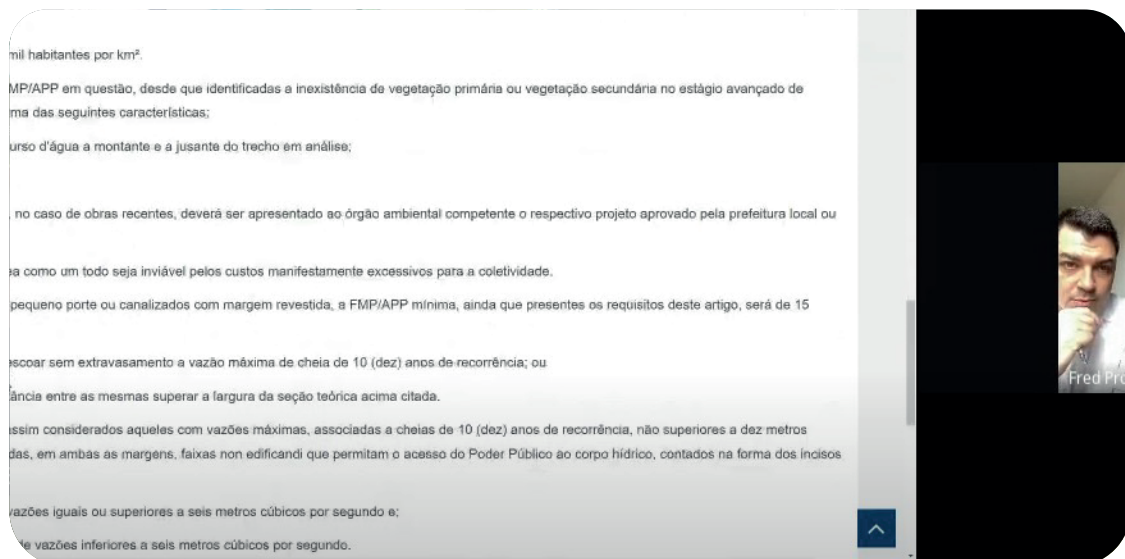 mil habitantes por km².
MP/APP em questão, desde que identificadas a inexistência de vegetação primária ou vegetação secundária no estágio avançado de
ma das seguintes características;
urso d'água a montante e a jusante do trecho em análise;
, no caso de obras recentes, deverá ser apresentado ao órgão ambiental competente o respectivo projeto aprovado pela prefeitura local ou
ea como um todo seja inviável pelos custos manifestamente excessivos para a coletividade.
pequeno porte ou canalizados com margem revestida, a FMP/APP mínima, ainda que presentes os requisitos deste artigo, será de 15
escoar sem extravasamento a vazão máxima de cheia de 10 (dez) anos de recorrência; ou
ância entre as mesmas superar a largura da seção teórica acima citada.
assim considerados aqueles com vazões máximas, associadas a cheias de 10 (dez) anos de recorrência, não superiores a dez metros
das, em ambas as margens, faixas non edificandi que permitam o acesso do Poder Público ao corpo hídrico, contados na forma dos incisos
vazões iguais ou superiores a seis metros cúbicos por segundo e;
de vazões inferiores a seis metros cúbicos por segundo.
Fred Pro